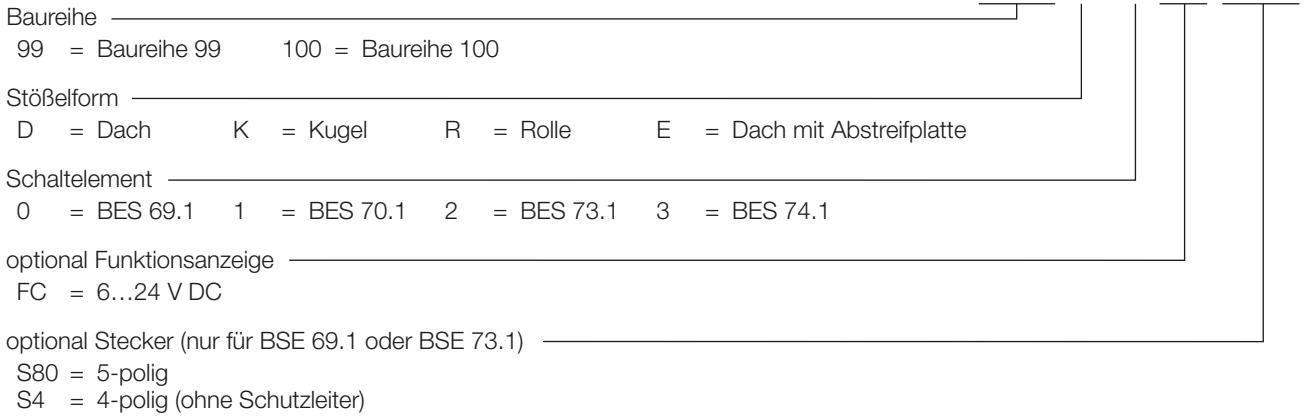 Baureihe
99 = Baureihe 99 100 = Baureihe 100
Stößelform
D = Dach K = Kugel R = Rolle E = Dach mit Abstreifplatte
Schaltelement
0 = BES 69.1 1 = BES 70.1 2 = BES 73.1 3 = BES 74.1
optional Funktionsanzeige
FC = 6…24 V DC
optional Stecker (nur für BSE 69.1 oder BSE 73.1)
S80 = 5-polig
S4 = 4-polig (ohne Schutzleiter)